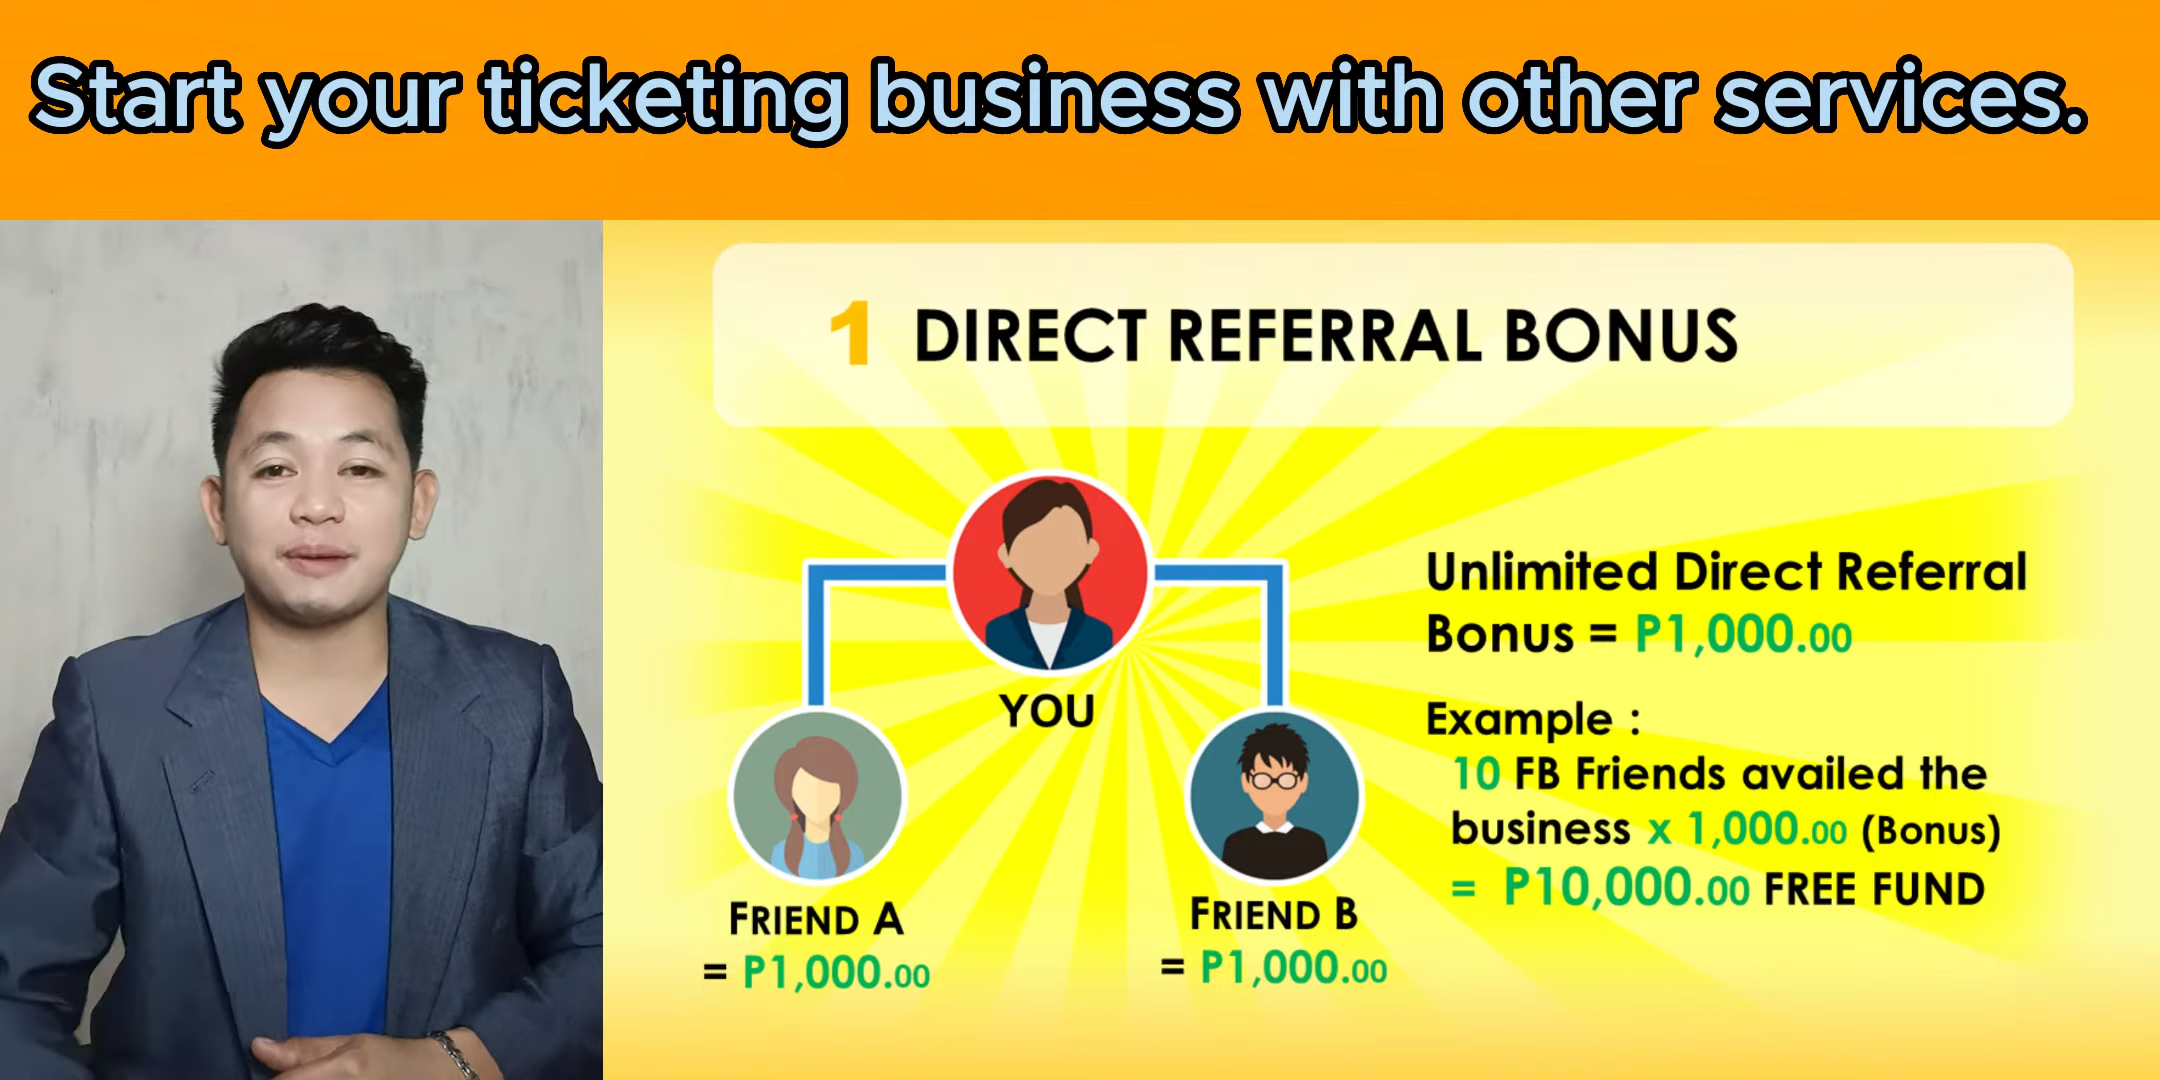 Start your ticketing business with other services.
1 DIRECT REFERRAL BONUS
YOU
FRIEND A
= P1,000.00
FRIEND B
= P1,000.00
Unlimited Direct Referral
Bonus = P1,000.00
Example :
10 FB Friends availed the
business x 1,000.00 (Bonus)
= P10,000.00 FREE FUND